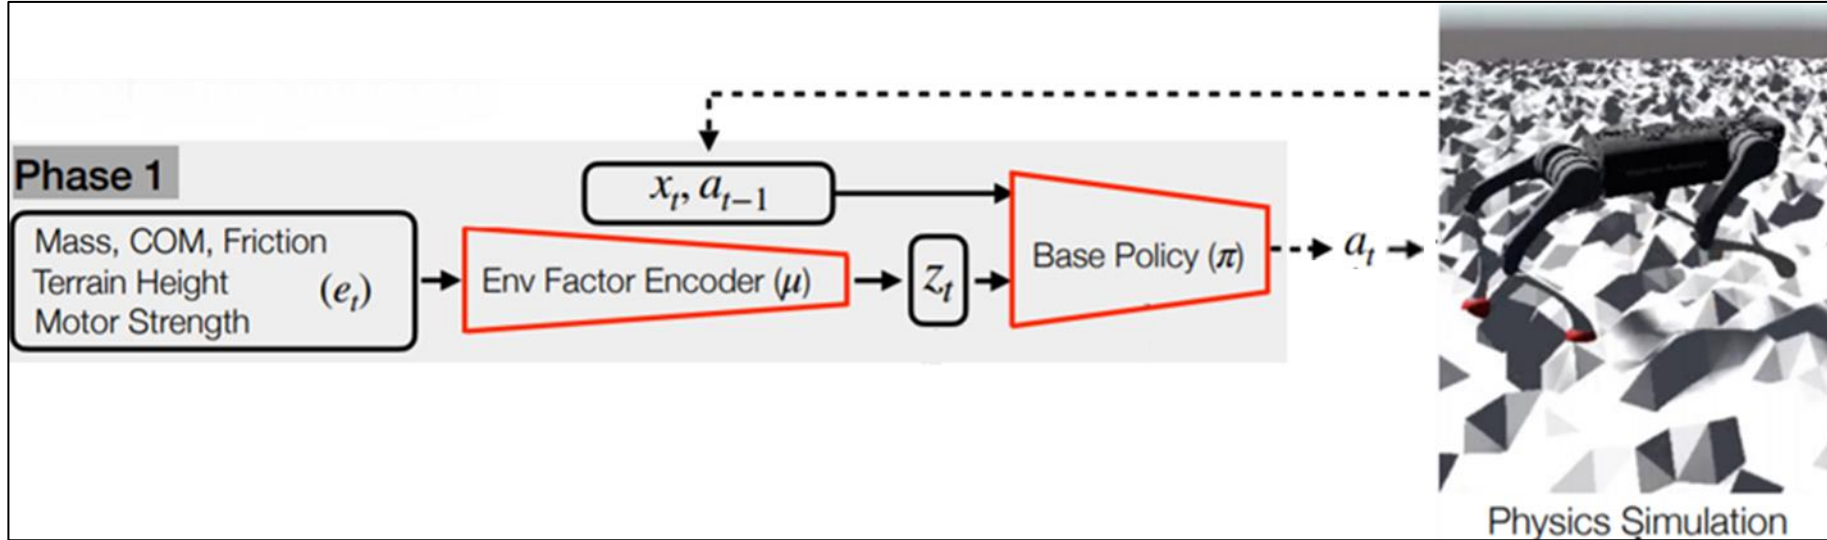 Phase 1
x_t, a_{t−1}
Mass, COM, Friction
Terrain Height
Motor Strength
(e_t)
Env Factor Encoder (μ)
z_t
Base Policy (π)
a_t
Physics Simulation